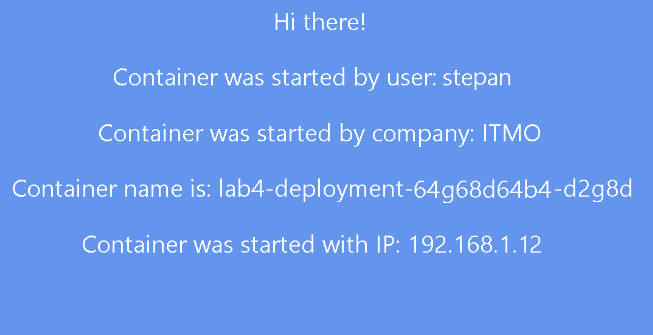 Hi there!
Container was started by user: stepan
Container was started by company: ITMO
Container name is: lab4-deployment-64g68d64b4-d2g8d
Container was started with IP: 192.168.1.12